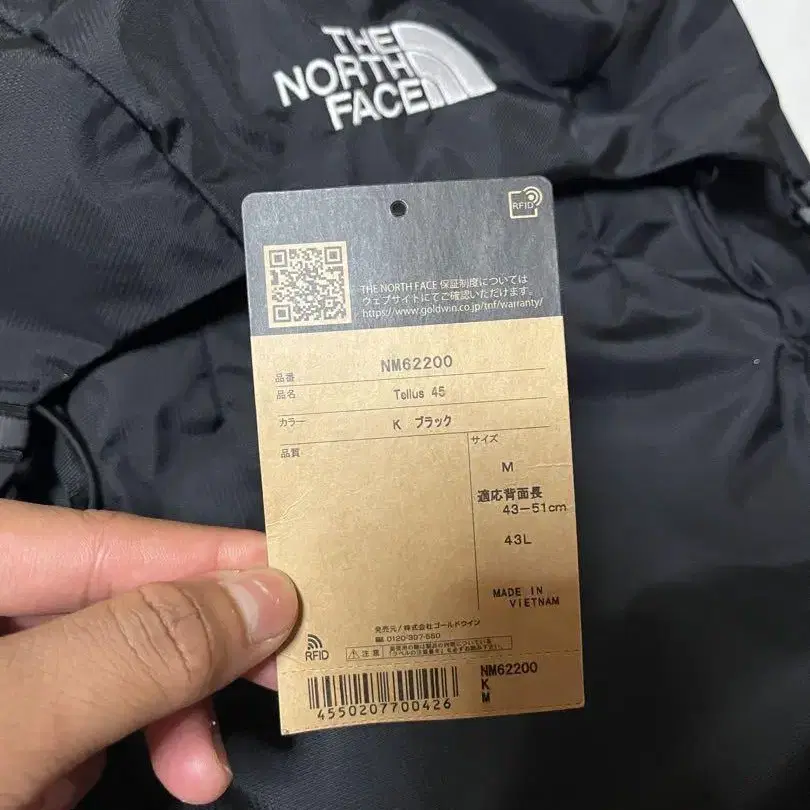 THE
NORTH
FACE
RFID
THE NORTH FACE 保証制度については
ウェブサイトにてご確認いただけます。
https://www.goldwin.co.jp/tnf/warranty/
品番 NM62200
品名 Tellus 45
カラー K ブラック
品質
サイズ
M
適応背面長
43-51cm
43L
MADE IN
VIETNAM
発売元/株式会社ゴールドウイン
0120-307-560
RFID
注意
NM62200
K
M
4550207700426